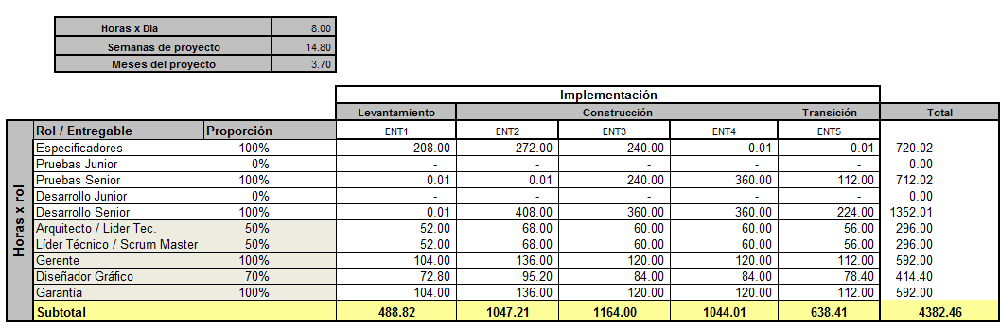 Horas x Dia 8.00
Semanas de proyecto 14.80
Meses del proyecto 3.70
Implementación
Levantamiento Construcción Transición Total
Rol / Entregable Proporción ENT1 ENT2 ENT3 ENT4 ENT5
Horas x rol
Especificadores 100% 208.00 272.00 240.00 0.01 0.01 720.02
Pruebas Junior 0% - - - - - 0.00
Pruebas Senior 100% 0.01 0.01 240.00 360.00 112.00 712.02
Desarrollo Junior 0% - - - - - 0.00
Desarrollo Senior 100% 0.01 408.00 360.00 360.00 224.00 1352.01
Arquitecto / Lider Tec. 50% 52.00 68.00 60.00 60.00 56.00 296.00
Líder Técnico / Scrum Master 50% 52.00 68.00 60.00 60.00 56.00 296.00
Gerente 100% 104.00 136.00 120.00 120.00 112.00 592.00
Diseñador Gráfico 70% 72.80 95.20 84.00 84.00 78.40 414.40
Garantía 100% 104.00 136.00 120.00 120.00 112.00 592.00
Subtotal 488.82 1047.21 1164.00 1044.01 638.41 4382.46